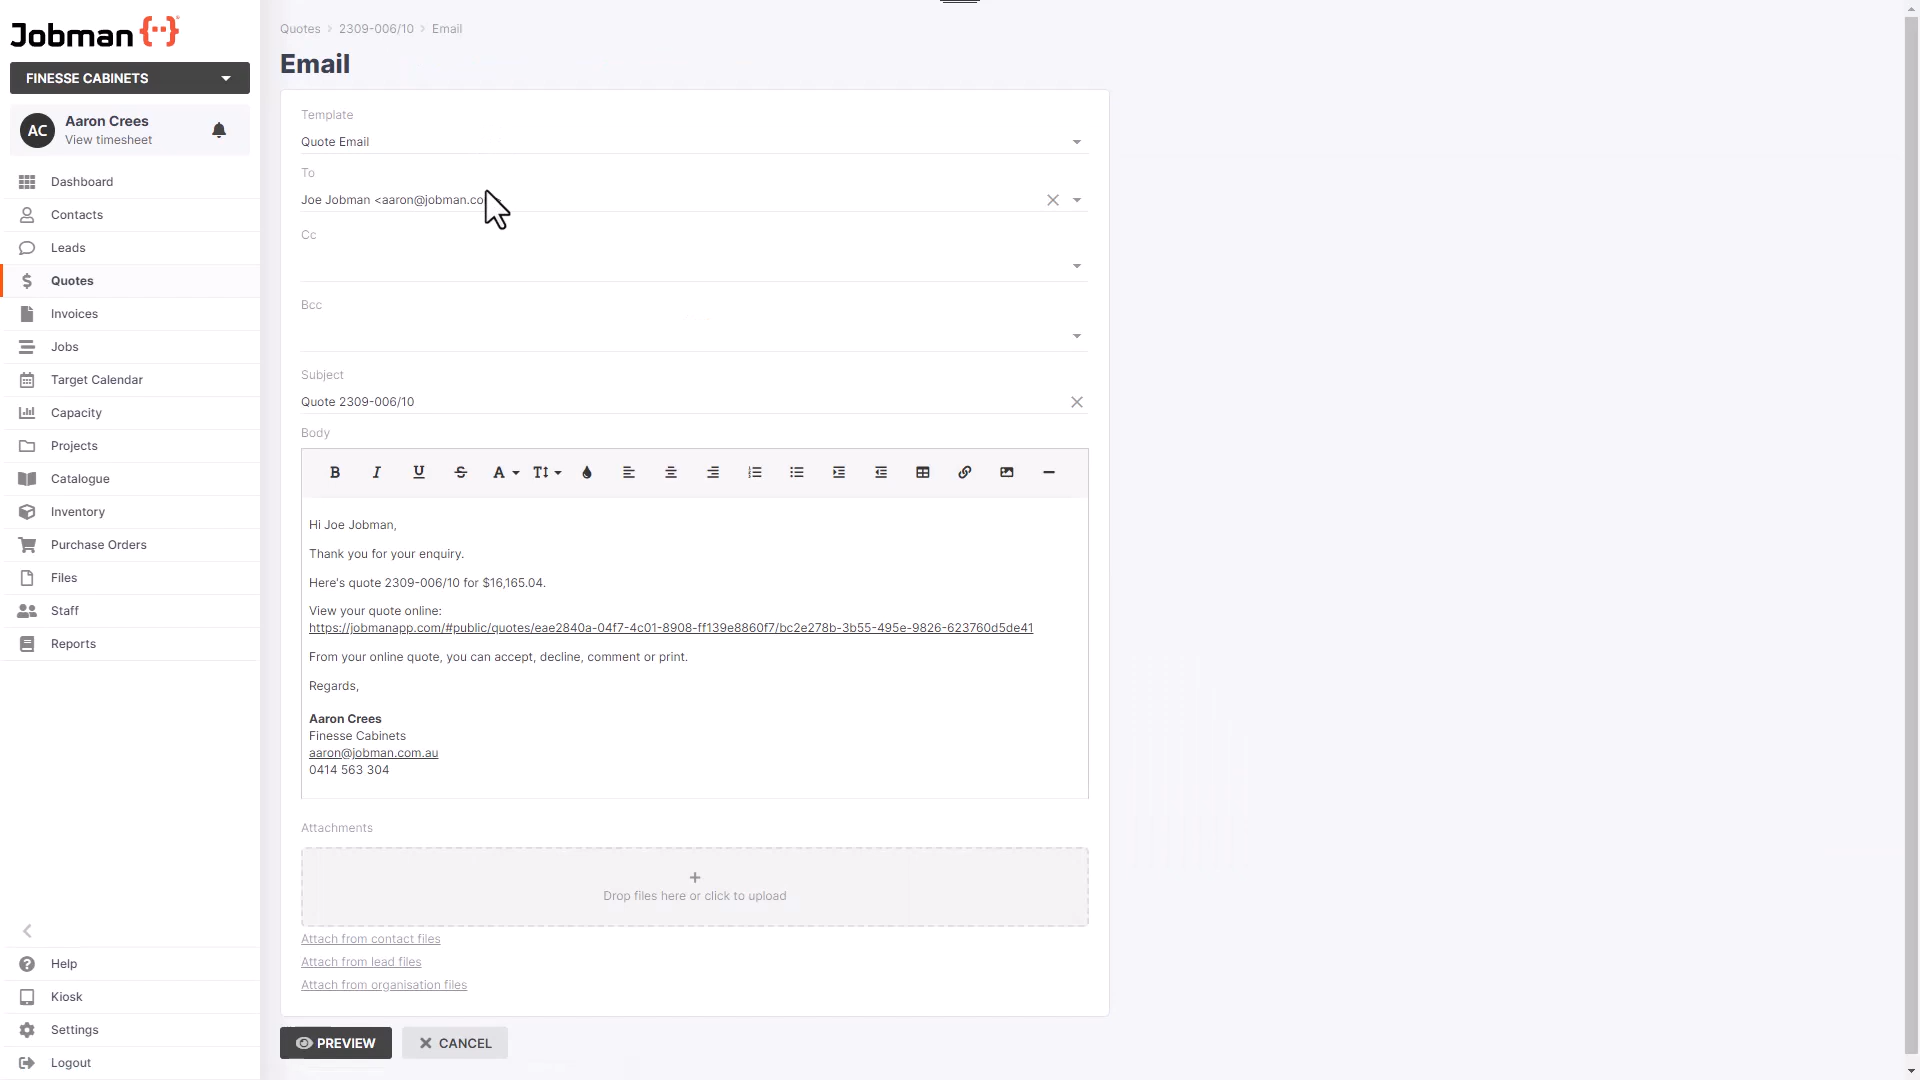 Jobman
FINESSE CABINETS
AC
Aaron Crees
View timesheet
Dashboard
Contacts
Leads
Quotes
Invoices
Jobs
Target Calendar
Capacity
Projects
Catalogue
Inventory
Purchase Orders
Files
Staff
Reports
Help
Kiosk
Settings
Logout
Quotes › 2309-006/10 › Email
Email
Template
Quote Email
To
Joe Jobman <aaron@jobman.co
Cc
Bcc
Subject
Quote 2309-006/10
Body
Hi Joe Jobman,
Thank you for your enquiry.
Here's quote 2309-006/10 for $16,165.04.
View your quote online:
https://jobmanapp.com/#public/quotes/eae2840a-04f7-4c01-8908-ff139e8860f7/bc2e278b-3b55-495e-9826-623760d5de41
From your online quote, you can accept, decline, comment or print.
Regards,
Aaron Crees
Finesse Cabinets
aaron@jobman.com.au
0414 563 304
Attachments
+
Drop files here or click to upload
Attach from contact files
Attach from lead files
Attach from organisation files
PREVIEW
CANCEL